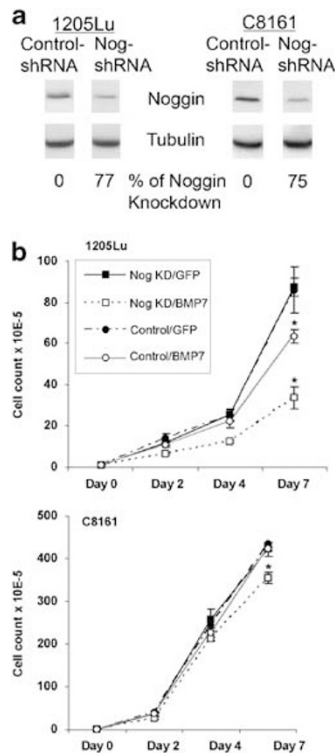 a
1205Lu
C8161
Control- Nog-
shRNA shRNA
Control- Nog-
shRNA shRNA
Noggin
Tubulin
0 77 % of Noggin 0 75
Knockdown
b
1205Lu
Nog KD/GFP
Nog KD/BMP7
Control/GFP
Control/BMP7
Cell count x 10E-5
100
80
60
40
20
0
*
*
Day 0 Day 2 Day 4 Day 7
C8161
Cell count x 10E-5
500
400
300
200
100
0
*
Day 0 Day 2 Day 4 Day 7